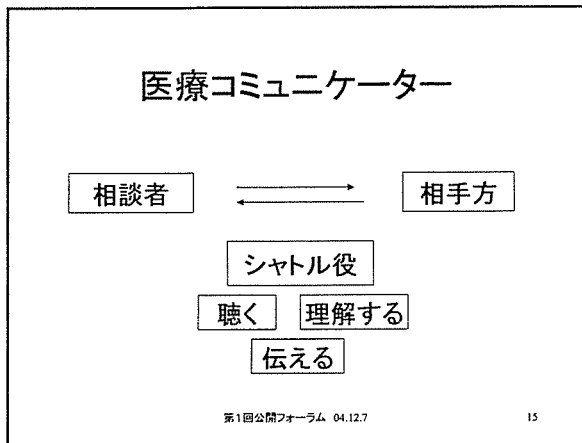 医療コミュニケーター
相談者 相手方
シャトル役
聴く 理解する
伝える
第1回公開フォーラム 04.12.7 15